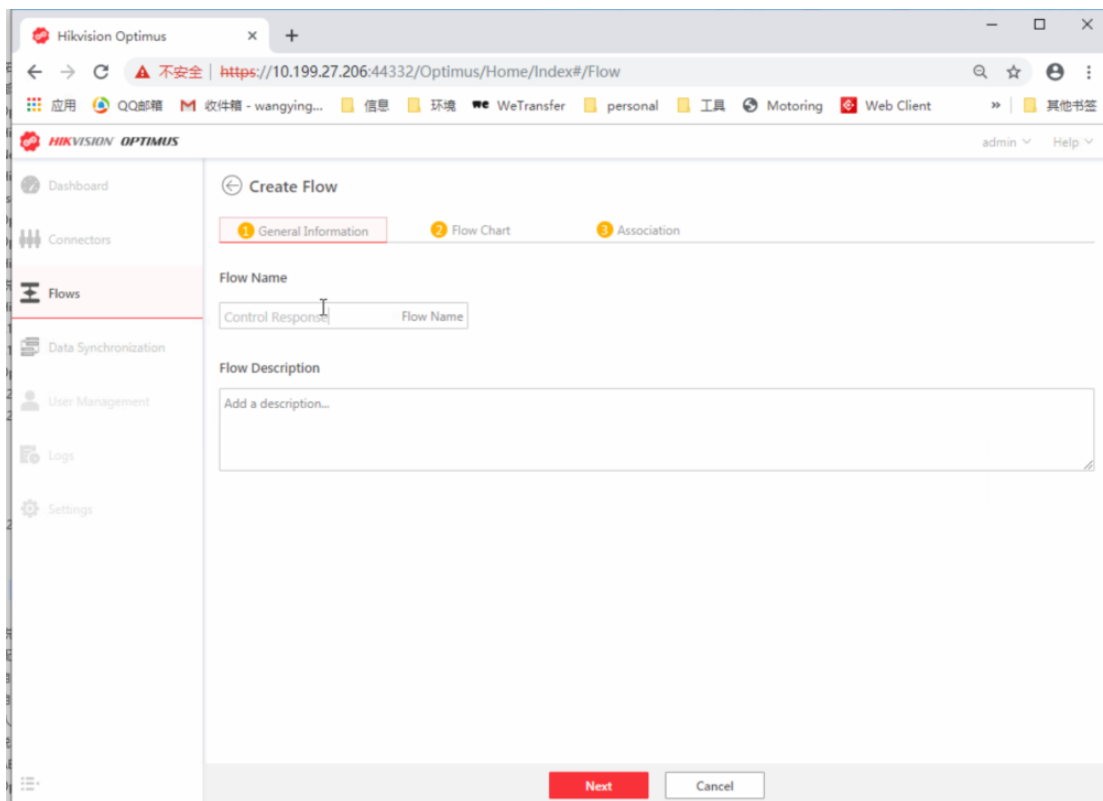 Hikvision Optimus
不安全 | https://10.199.27.206:44332/Optimus/Home/Index#/Flow
应用 QQ邮箱 收件箱 - wangying... 信息 环境 we WeTransfer personal 工具 Motoring Web Client » 其他书签
HIKVISION OPTIMUS admin Help
Dashboard
Create Flow
1 General Information 2 Flow Chart 3 Association
Connectors
Flow Name
Flows
Control Response Flow Name
Data Synchronization
Flow Description
User Management
Add a description...
Logs
Settings
Next Cancel